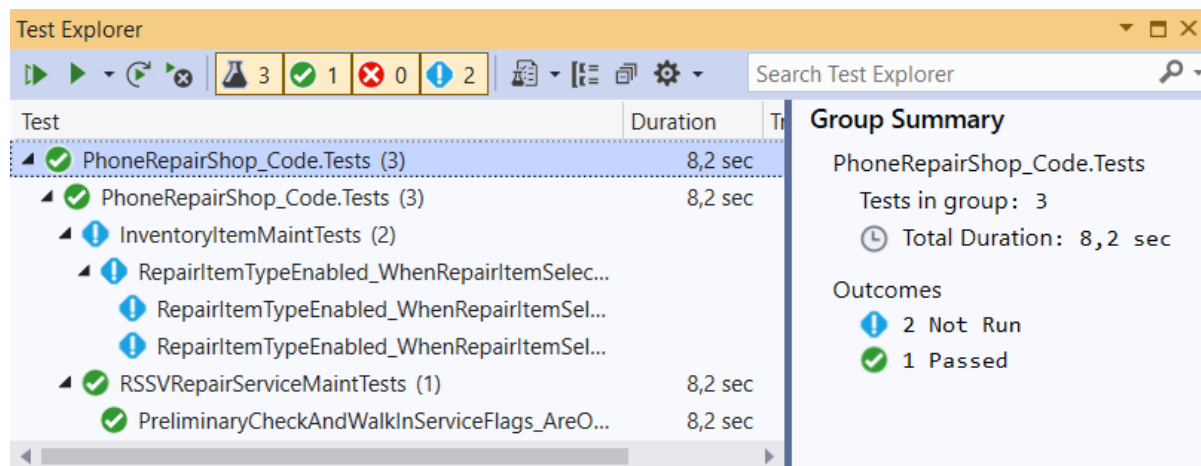 Test Explorer
3 1 0 2 Search Test Explorer
Test Duration Tr
PhoneRepairShop_Code.Tests (3) 8,2 sec
PhoneRepairShop_Code.Tests (3) 8,2 sec
InventoryItemMaintTests (2)
RepairItemTypeEnabled_WhenRepairItemSelec...
RepairItemTypeEnabled_WhenRepairItemSel...
RepairItemTypeEnabled_WhenRepairItemSel...
RSSVRepairServiceMaintTests (1) 8,2 sec
PreliminaryCheckAndWalkInServiceFlags_AreO... 8,2 sec
Group Summary
PhoneRepairShop_Code.Tests
Tests in group: 3
Total Duration: 8,2 sec
Outcomes
2 Not Run
1 Passed